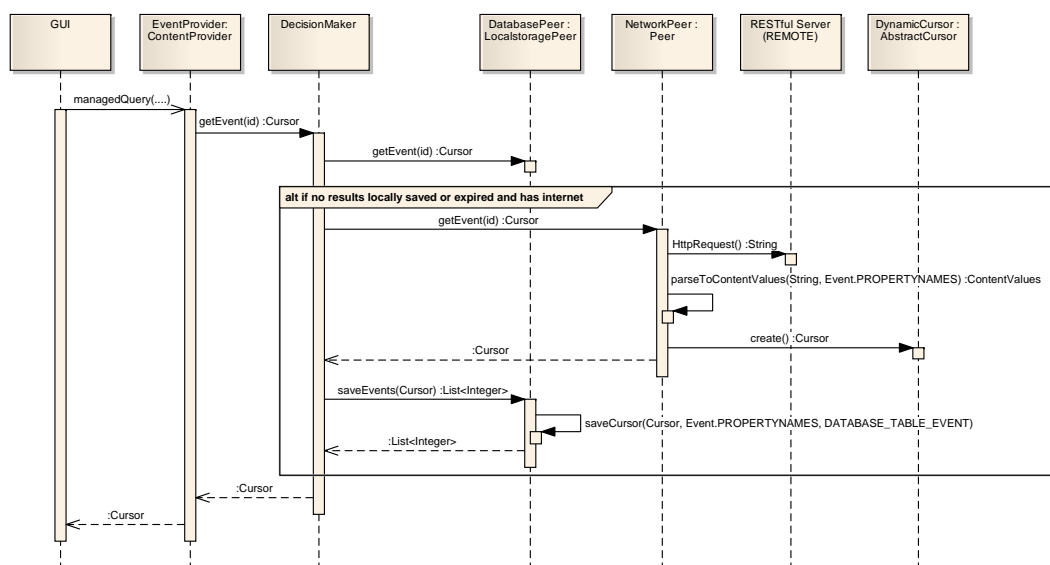 GUI
EventProvider:
ContentProvider
DecisionMaker
DatabasePeer :
LocalstoragePeer
NetworkPeer :
Peer
RESTful Server
(REMOTE)
DynamicCursor :
AbstractCursor
managedQuery(....)
getEvent(id) :Cursor
getEvent(id) :Cursor
alt if no results locally saved or expired and has internet
getEvent(id) :Cursor
HttpRequest() :String
parseToContentValues(String, Event.PROPERTYNAMES) :ContentValues
create() :Cursor
:Cursor
saveEvents(Cursor) :List<Integer>
saveCursor(Cursor, Event.PROPERTYNAMES, DATABASE_TABLE_EVENT)
:List<Integer>
:Cursor
:Cursor